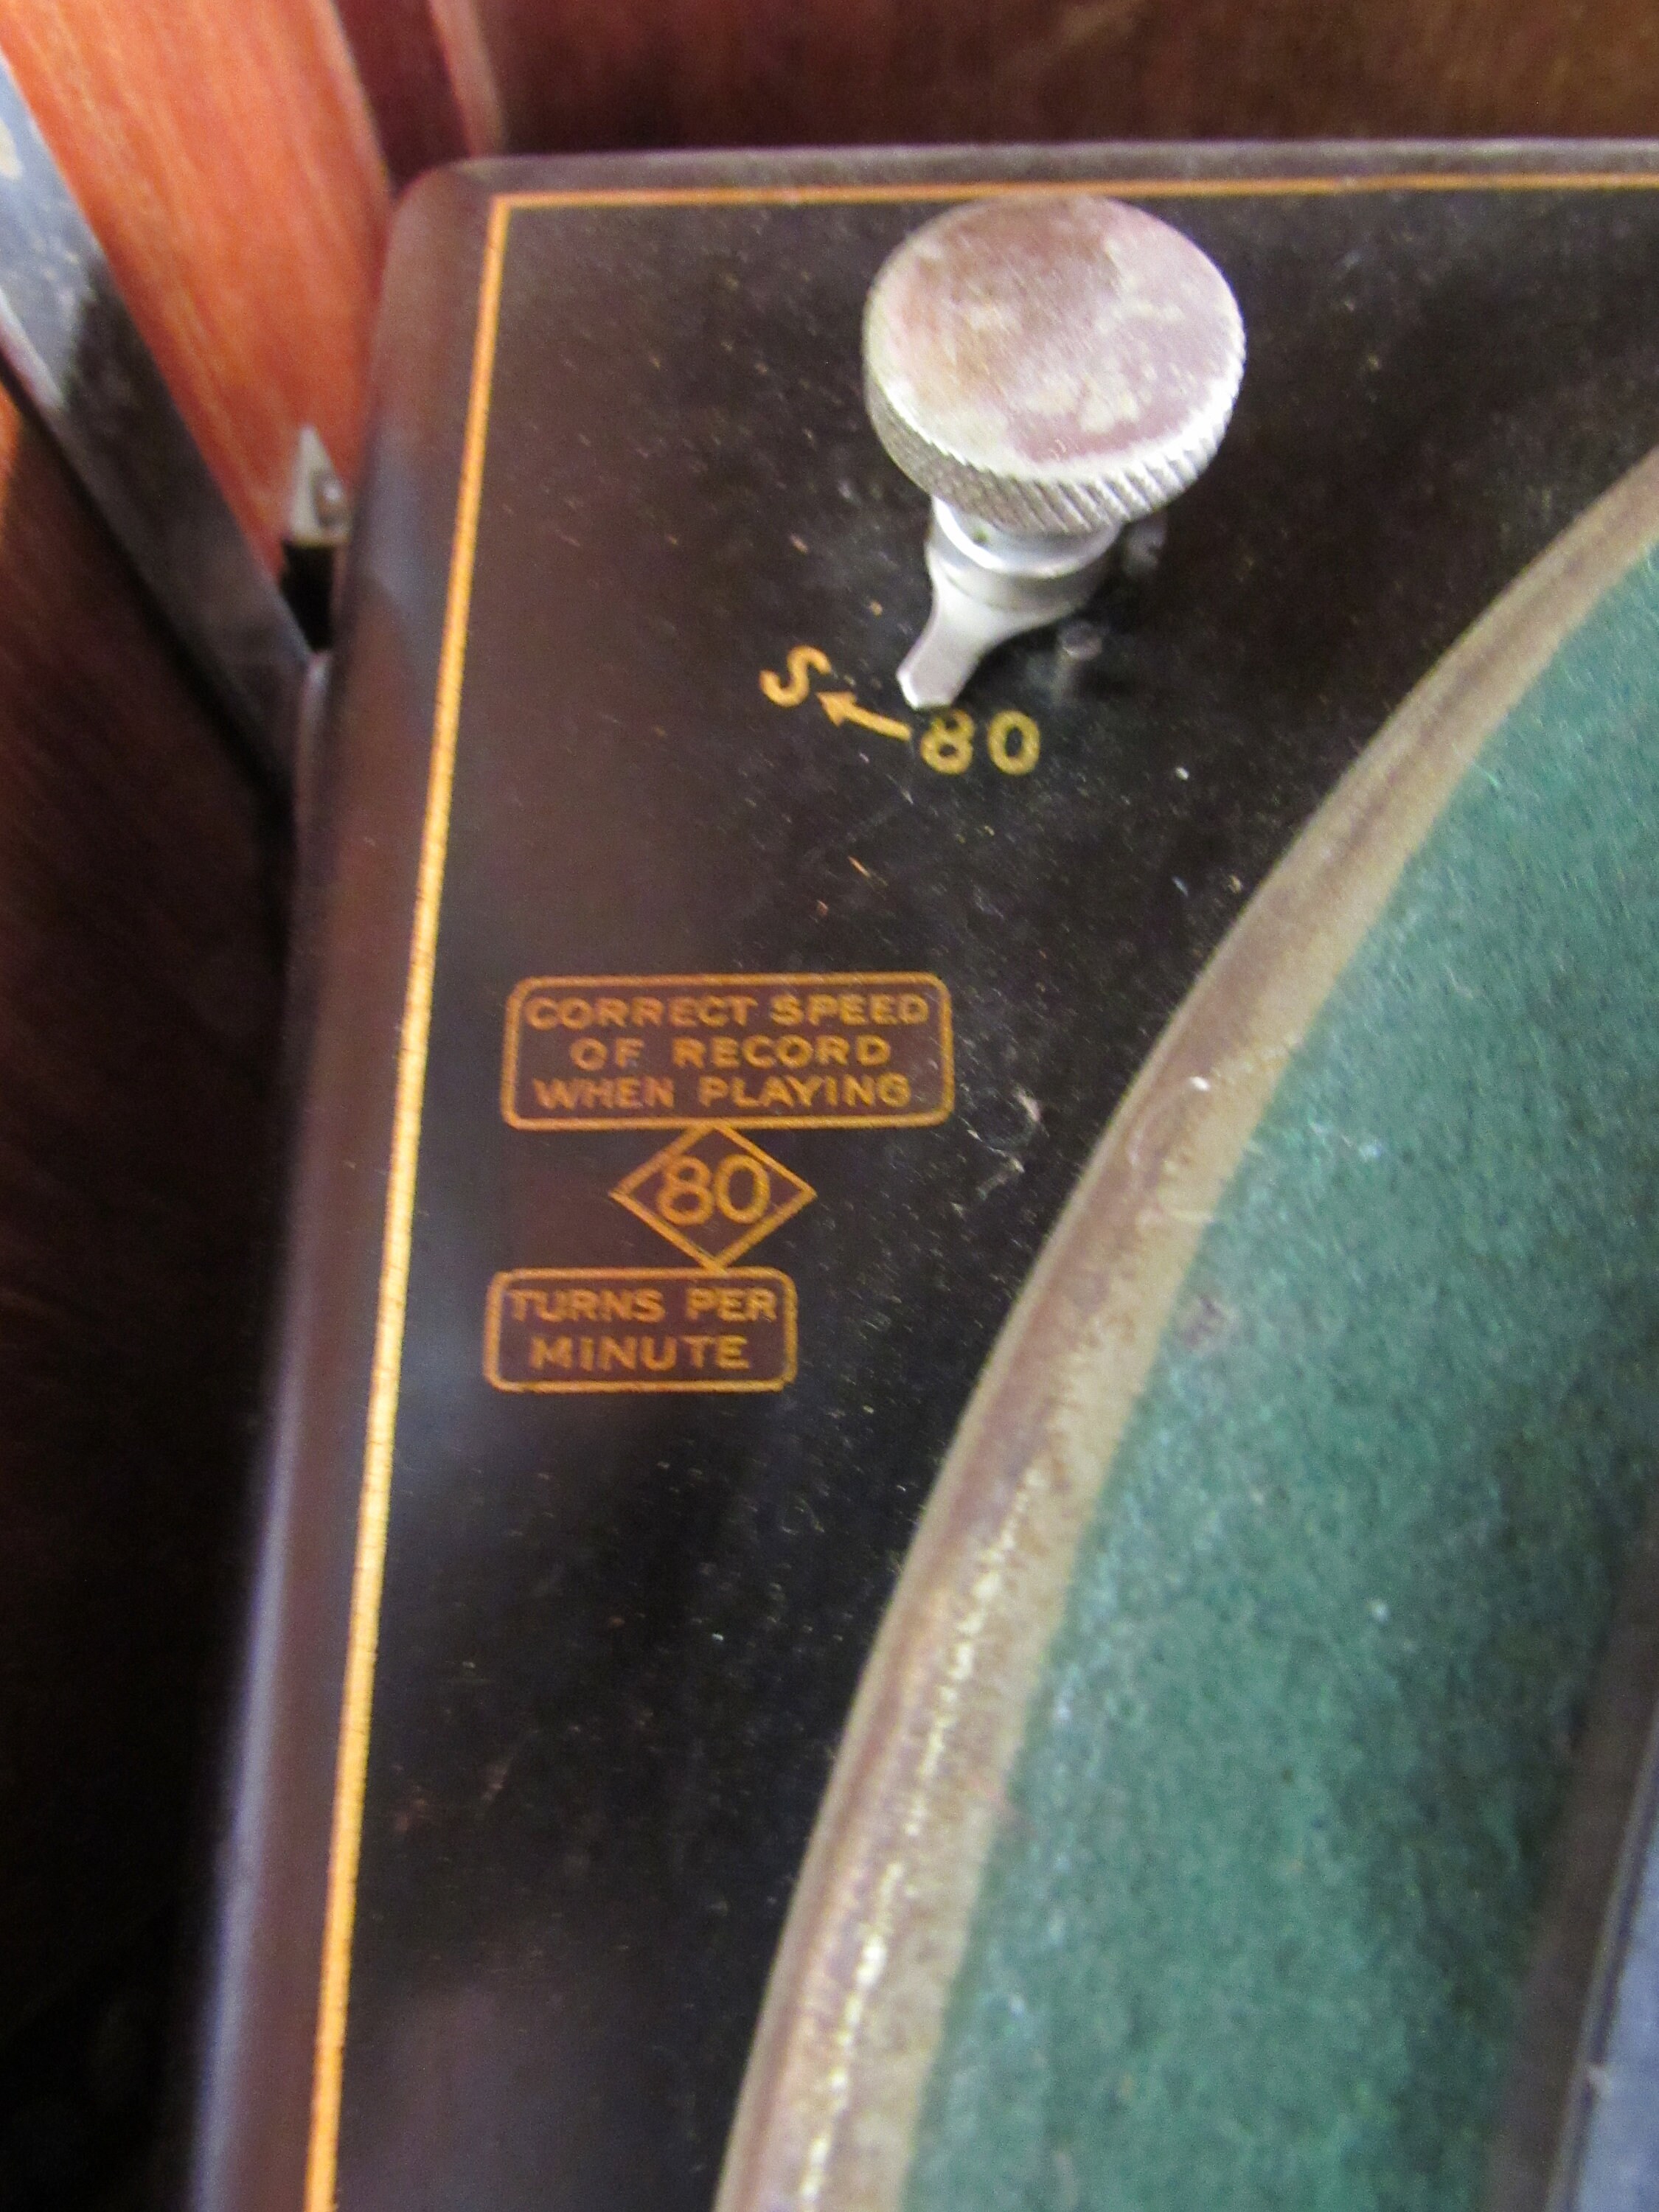 S←80
CORRECT SPEED
OF RECORD
WHEN PLAYING
80
TURNS PER
MINUTE